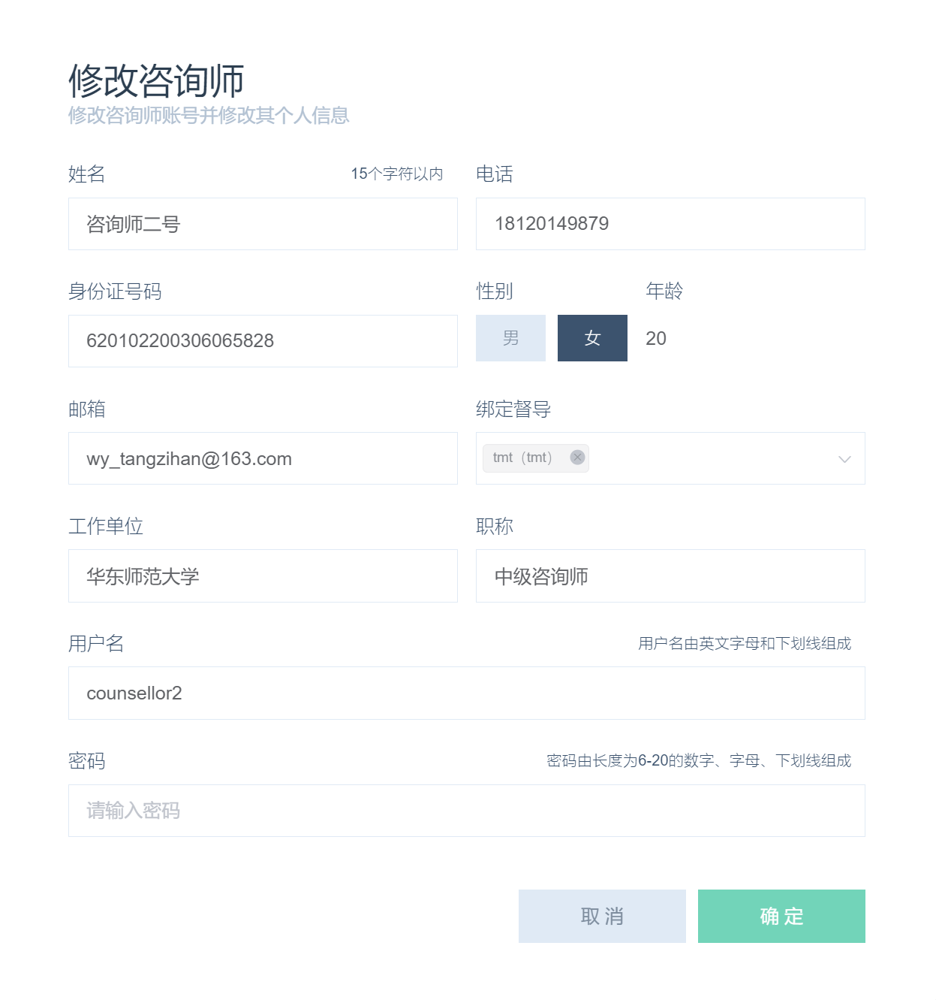 修改咨询师
修改咨询师账号并修改其个人信息
姓名 15个字符以内 电话
咨询师二号 18120149879
身份证号码 性别 年龄
620102200306065828 男 女 20
邮箱 绑定督导
wy_tangzihan@163.com tmt（tmt）
工作单位 职称
华东师范大学 中级咨询师
用户名 用户名由英文字母和下划线组成
counsellor2
密码 密码由长度为6-20的数字、字母、下划线组成
请输入密码
取消 确定